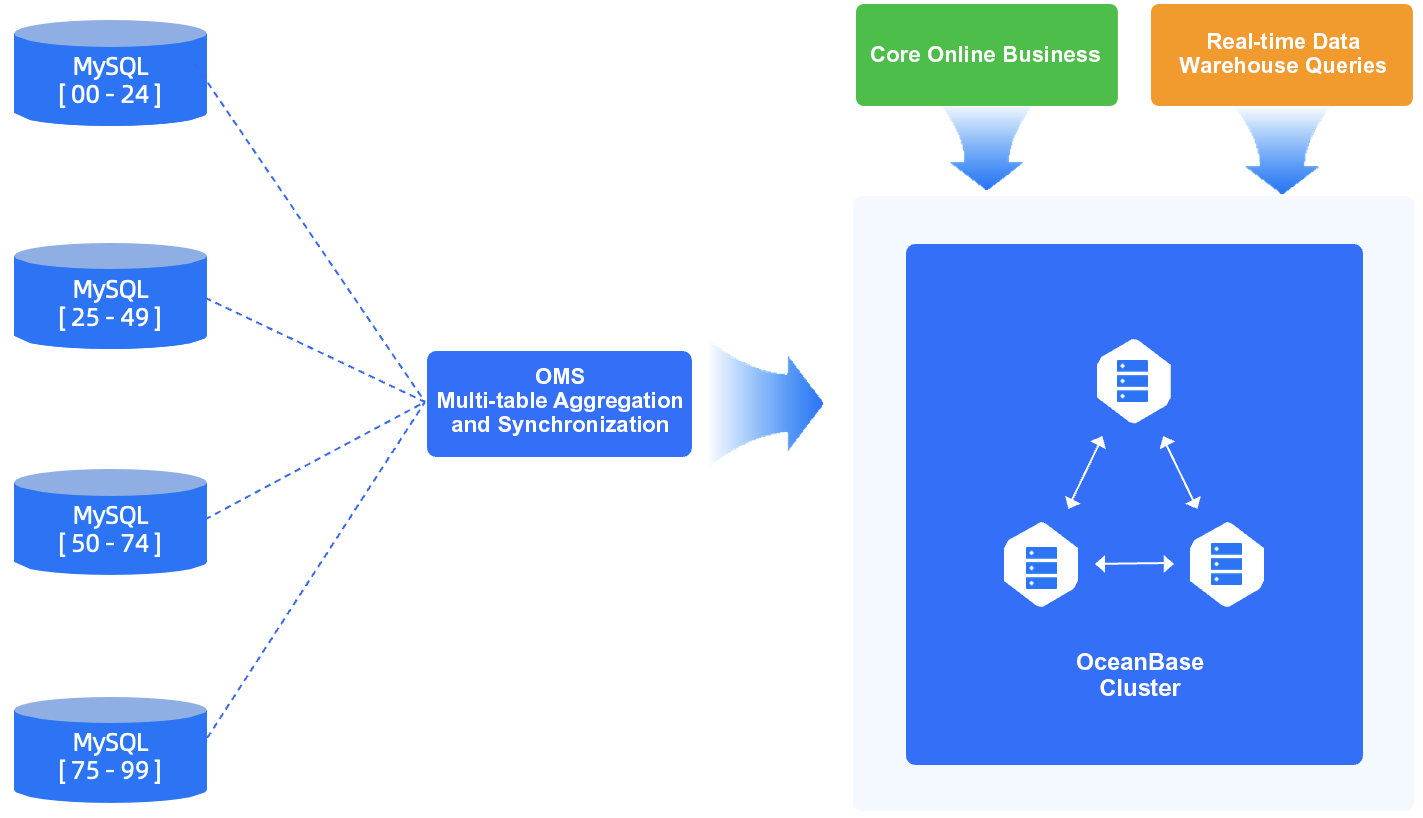 MySQL
[ 00 - 24 ]
MySQL
[ 25 - 49 ]
MySQL
[ 50 - 74 ]
MySQL
[ 75 - 99 ]
OMS
Multi-table Aggregation
and Synchronization
Core Online Business
Real-time Data
Warehouse Queries
OceanBase
Cluster